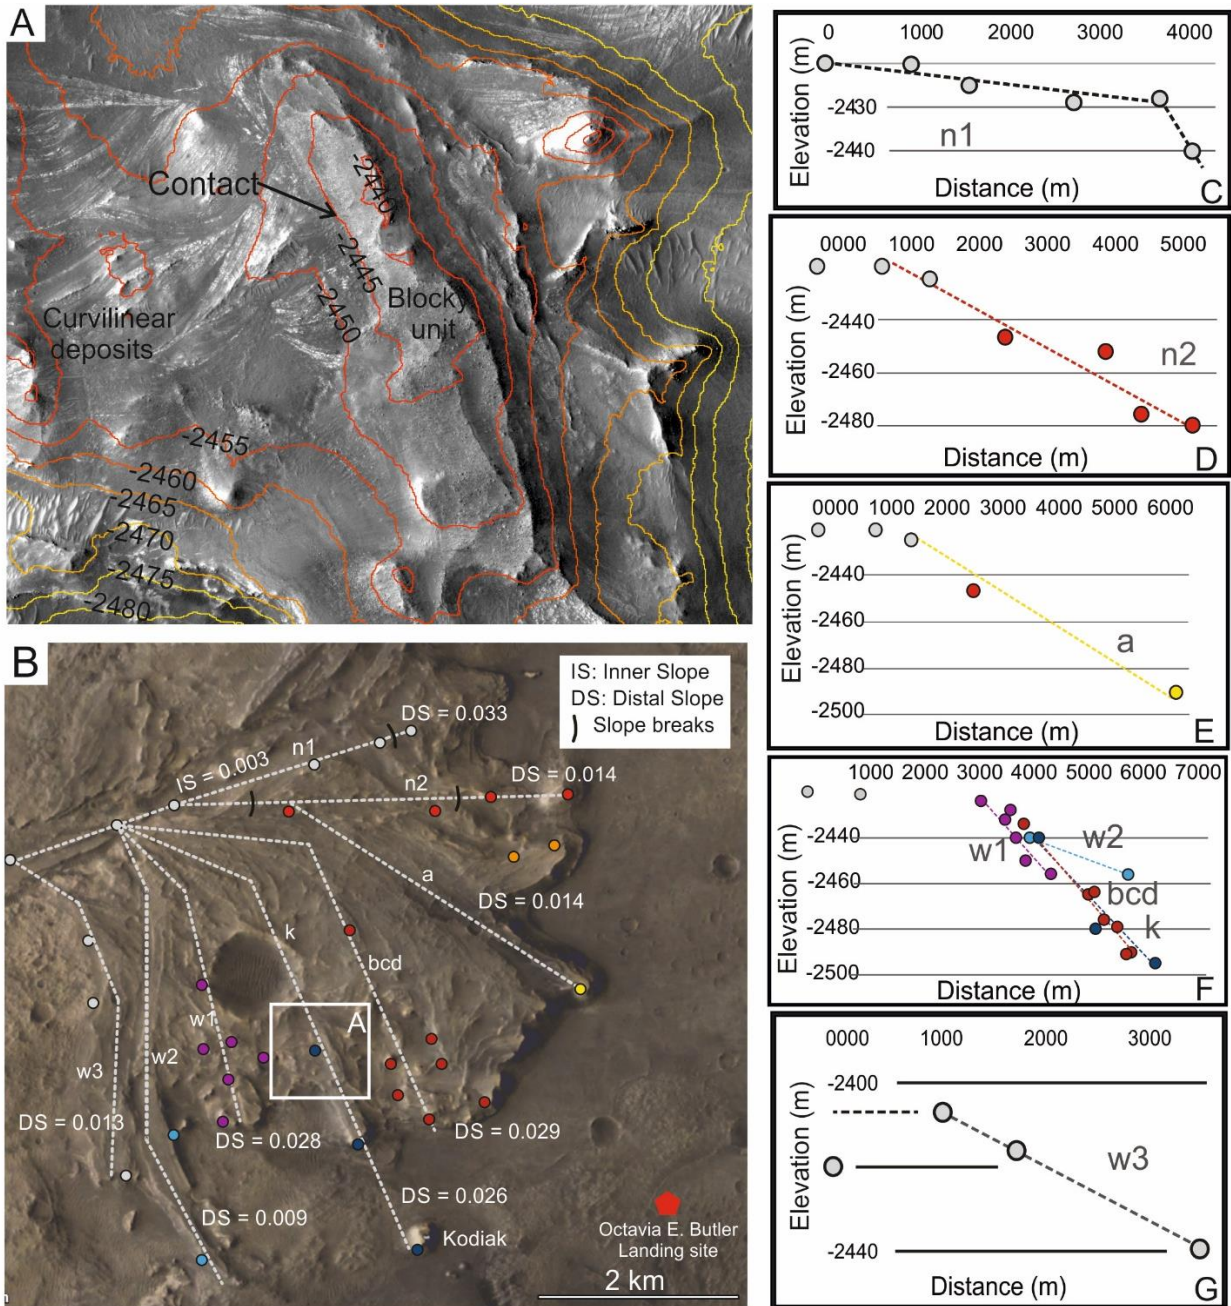 A
Contact
-2440
-2445
-2450
Blocky
unit
Curvilinear
deposits
-2455
-2460
-2465
-2470
-2475
-2480
B
IS: Inner Slope
DS: Distal Slope
) Slope breaks
DS = 0.033
n1
IS = 0.003
n2
DS = 0.014
a
DS = 0.014
k
bcd
A
w1
w2
w3
DS = 0.013
DS = 0.028
DS = 0.029
DS = 0.026
DS = 0.009
Kodiak
Octavia E. Butler
Landing site
2 km
0 1000 2000 3000 4000
Elevation (m)
-2430
-2440
n1
Distance (m)
C
0000 1000 2000 3000 4000 5000
Elevation (m)
-2440
-2460
-2480
n2
Distance (m)
D
0000 1000 2000 3000 4000 5000 6000
Elevation (m)
-2440
-2460
-2480
-2500
a
Distance (m)
E
1000 2000 3000 4000 5000 6000 7000
Elevation (m)
-2440
-2460
-2480
-2500
w1
w2
bcd
k
F
0000 1000 2000 3000
Elevation (m)
-2400
-2440
w3
Distance (m)
G